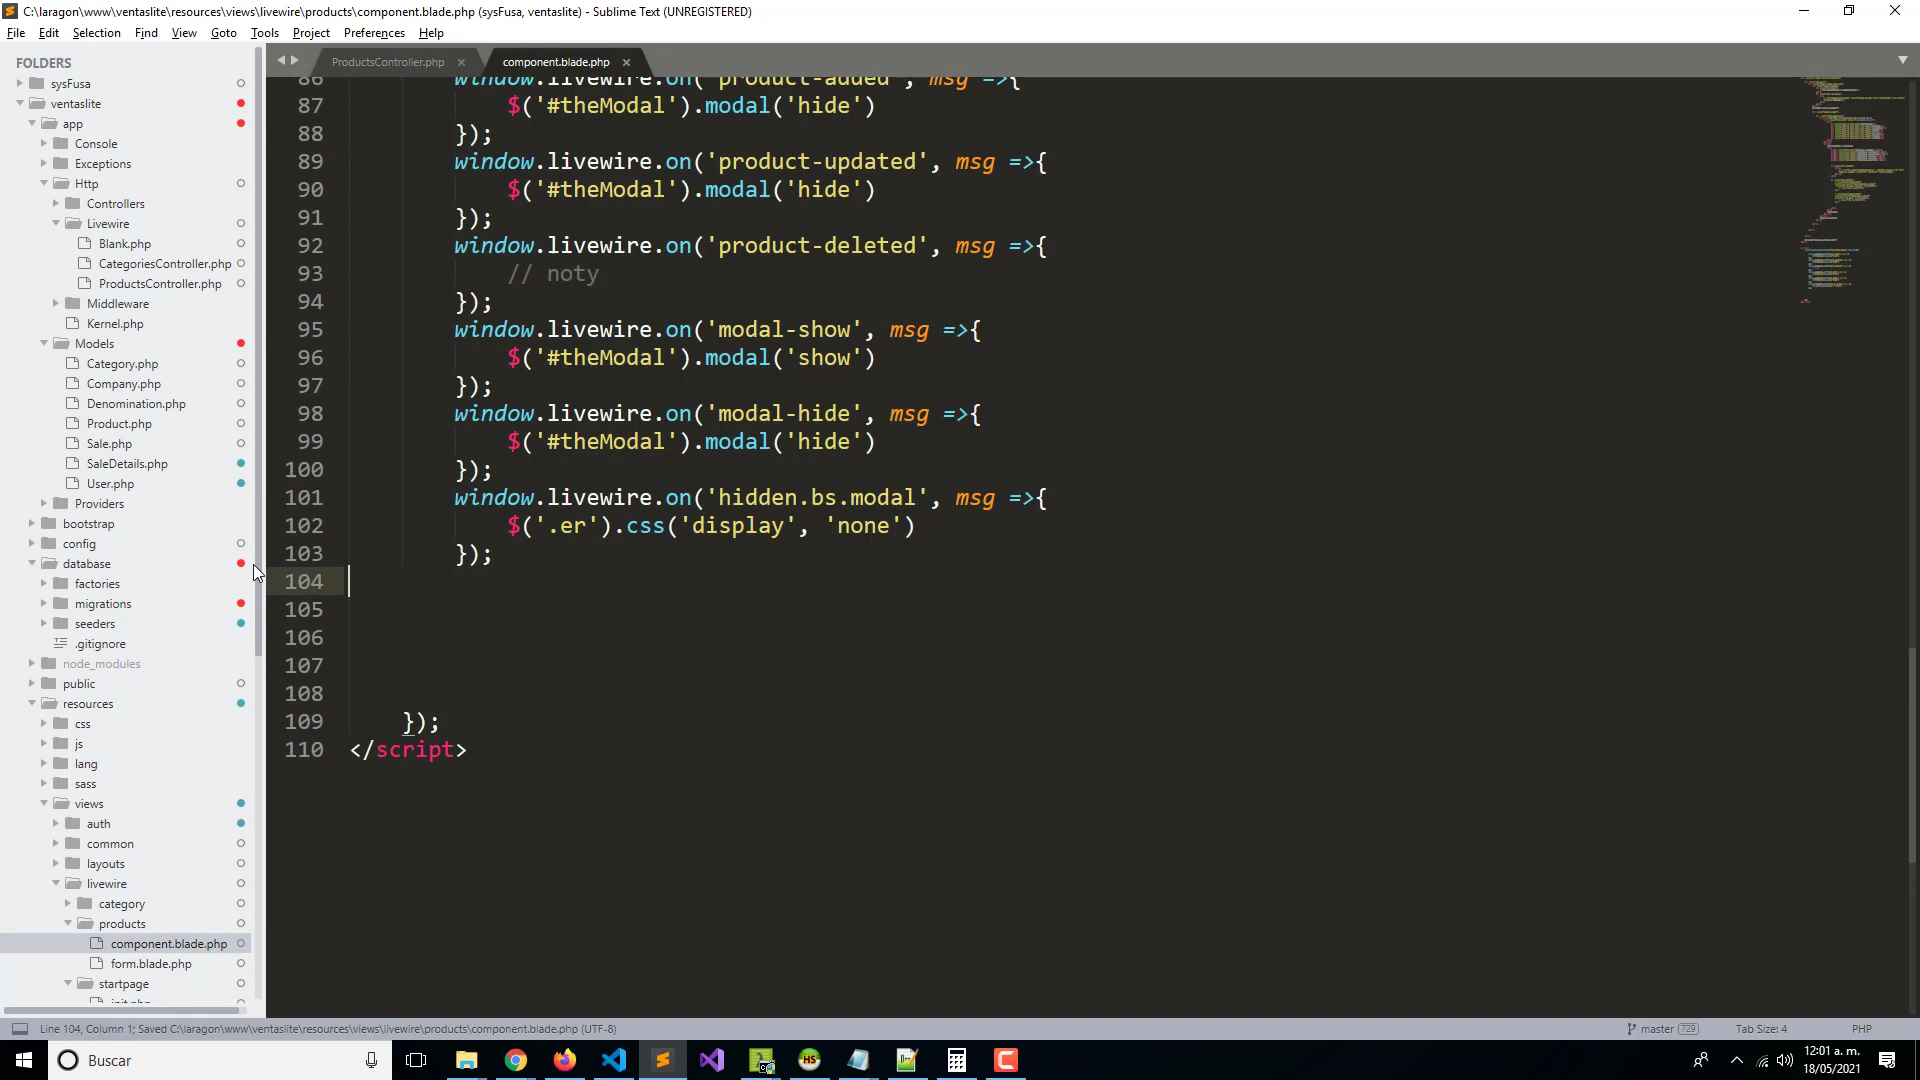 C:\laragon\www\ventaslite\resources\views\livewire\products\component.blade.php (sysFusa, ventaslite) - Sublime Text (UNREGISTERED)
File Edit Selection Find View Goto Tools Project Preferences Help
FOLDERS
sysFusa
ventaslite
app
Console
Exceptions
Http
Controllers
Livewire
Blank.php
CategoriesController.php
ProductsController.php
Middleware
Kernel.php
Models
Category.php
Company.php
Denomination.php
Product.php
Sale.php
SaleDetails.php
User.php
Providers
bootstrap
config
database
factories
migrations
seeders
.gitignore
node_modules
public
resources
css
js
lang
sass
views
auth
common
layouts
livewire
category
products
component.blade.php
form.blade.php
startpage
init.php
ProductsController.php
component.blade.php
86 window.livewire.on('product-added', msg =>{
87 $('#theModal').modal('hide')
88 });
89 window.livewire.on('product-updated', msg =>{
90 $('#theModal').modal('hide')
91 });
92 window.livewire.on('product-deleted', msg =>{
93 // noty
94 });
95 window.livewire.on('modal-show', msg =>{
96 $('#theModal').modal('show')
97 });
98 window.livewire.on('modal-hide', msg =>{
99 $('#theModal').modal('hide')
100 });
101 window.livewire.on('hidden.bs.modal', msg =>{
102 $('.er').css('display', 'none')
103 });
104
105
106
107
108
109 });
110 </script>
Line 104, Column 1; Saved C:\laragon\www\ventaslite\resources\views\livewire\products\component.blade.php (UTF-8)
master 729
Tab Size: 4
PHP
Buscar
12:01 a. m.
18/05/2021